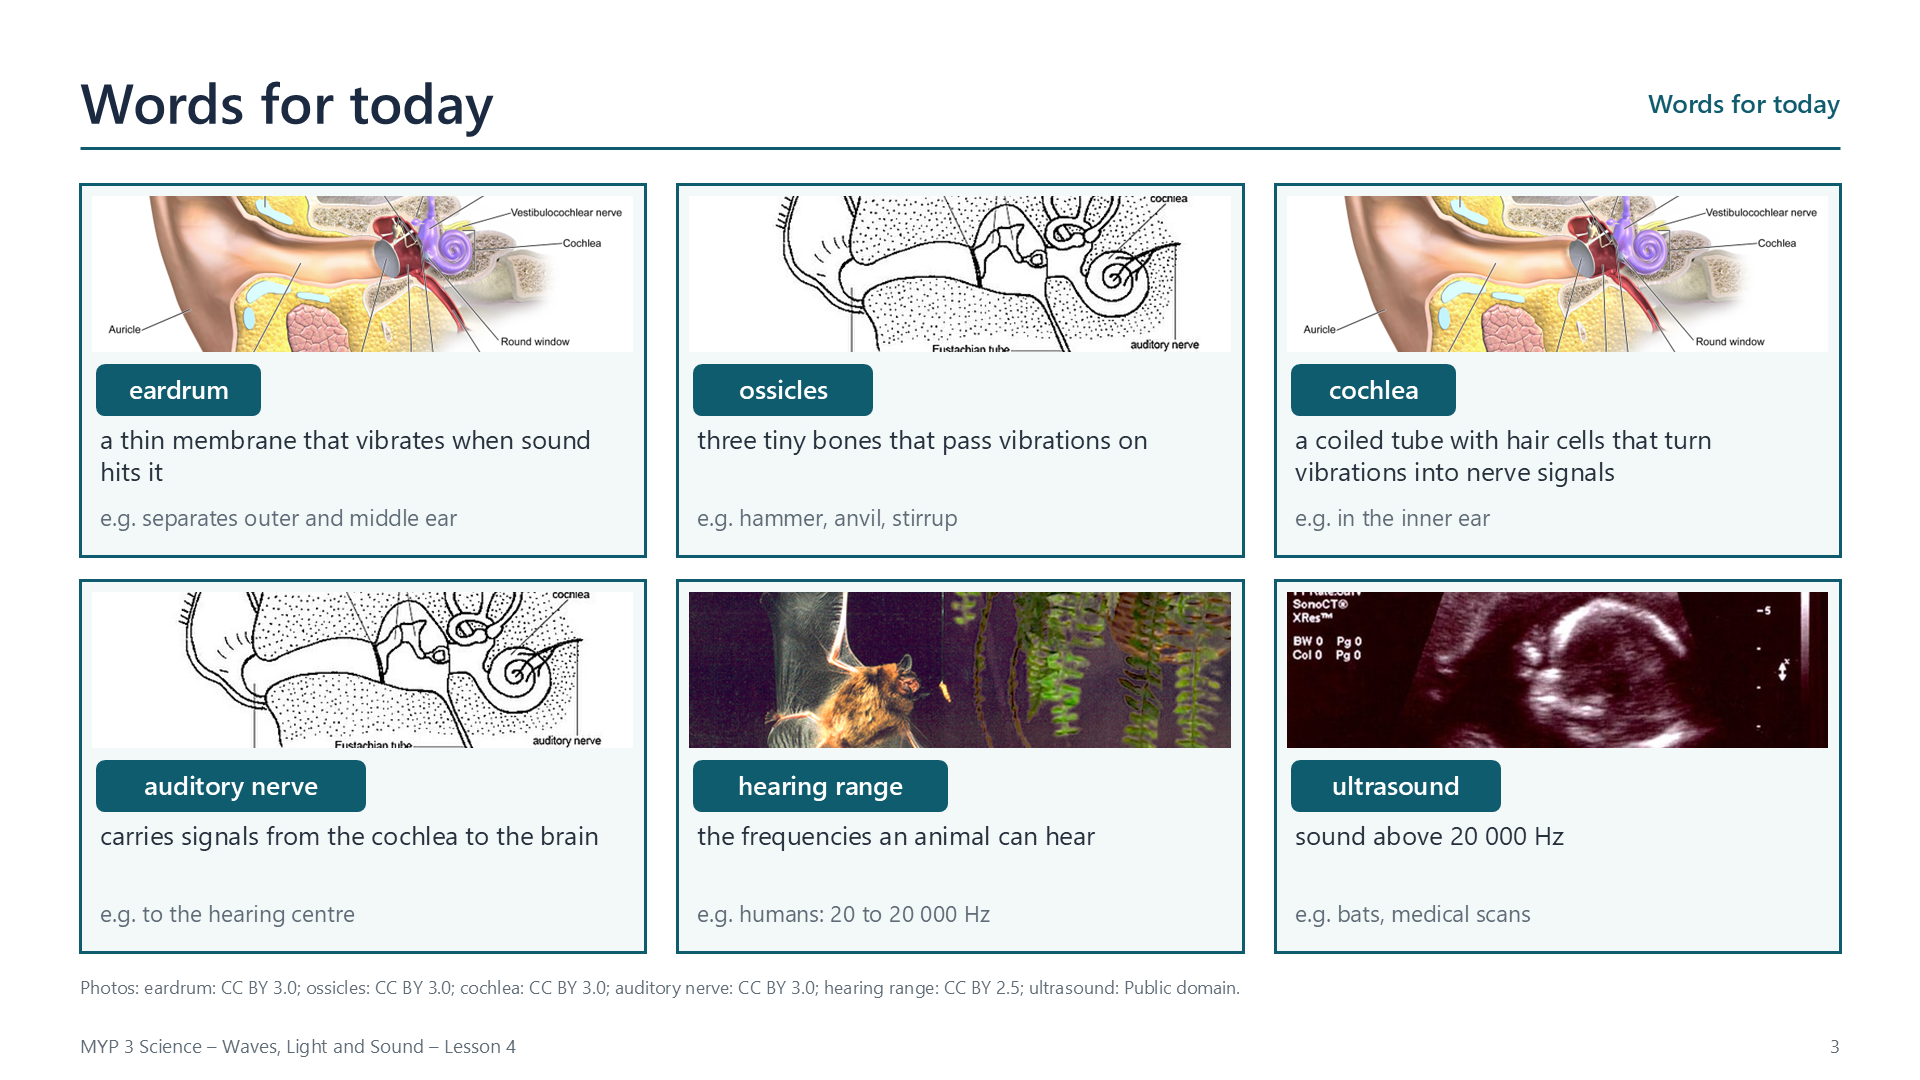 Words for today
Words for today
Vestibulocochlear nerve
Cochlea
Auricle
Round window
eardrum
a thin membrane that vibrates when sound
hits it
e.g. separates outer and middle ear
cochlea
Eustachian tube
auditory nerve
ossicles
three tiny bones that pass vibrations on
e.g. hammer, anvil, stirrup
Vestibulocochlear nerve
Cochlea
Auricle
Round window
cochlea
a coiled tube with hair cells that turn
vibrations into nerve signals
e.g. in the inner ear
cochlea
Eustachian tube
auditory nerve
auditory nerve
carries signals from the cochlea to the brain
e.g. to the hearing centre
hearing range
the frequencies an animal can hear
e.g. humans: 20 to 20 000 Hz
SonoCT®
XRes™
BW 0 Pg 0
Col 0 Pg 0
-5
x
ultrasound
sound above 20 000 Hz
e.g. bats, medical scans
Photos: eardrum: CC BY 3.0; ossicles: CC BY 3.0; cochlea: CC BY 3.0; auditory nerve: CC BY 3.0; hearing range: CC BY 2.5; ultrasound: Public domain.
MYP 3 Science – Waves, Light and Sound – Lesson 4
3